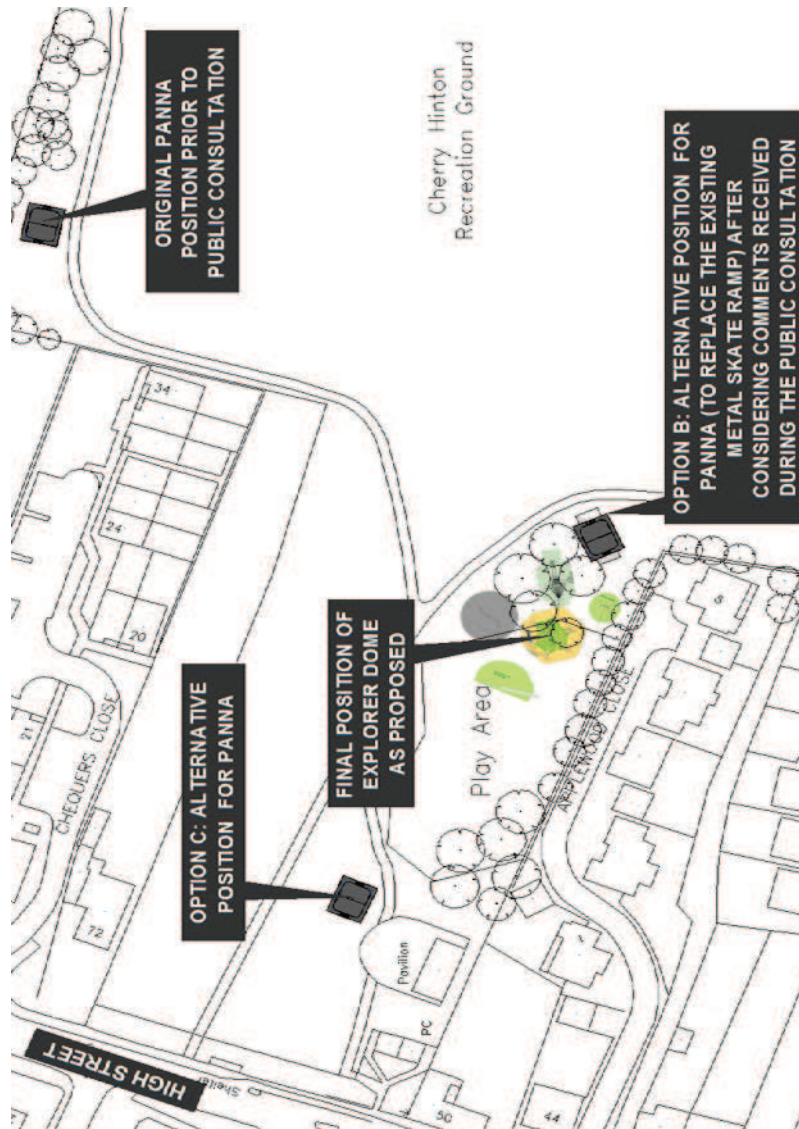 ORIGINAL PANNA
POSITION PRIOR TO
PUBLIC CONSULTATION
Cherry Hinton
Recreation Ground
OPTION B: ALTERNATIVE POSITION FOR
PANNA (TO REPLACE THE EXISTING
METAL SKATE RAMP) AFTER
CONSIDERING COMMENTS RECEIVED
DURING THE PUBLIC CONSULTATION
FINAL POSITION OF
EXPLORER DOME
AS PROPOSED
OPTION C: ALTERNATIVE
POSITION FOR PANNA
34
24
20
21
CHEQUERS CLOSE
72
Play Area
APPLEWOOD CLOSE
Pavilion
PC
HIGH STREET
Shelter
50
44